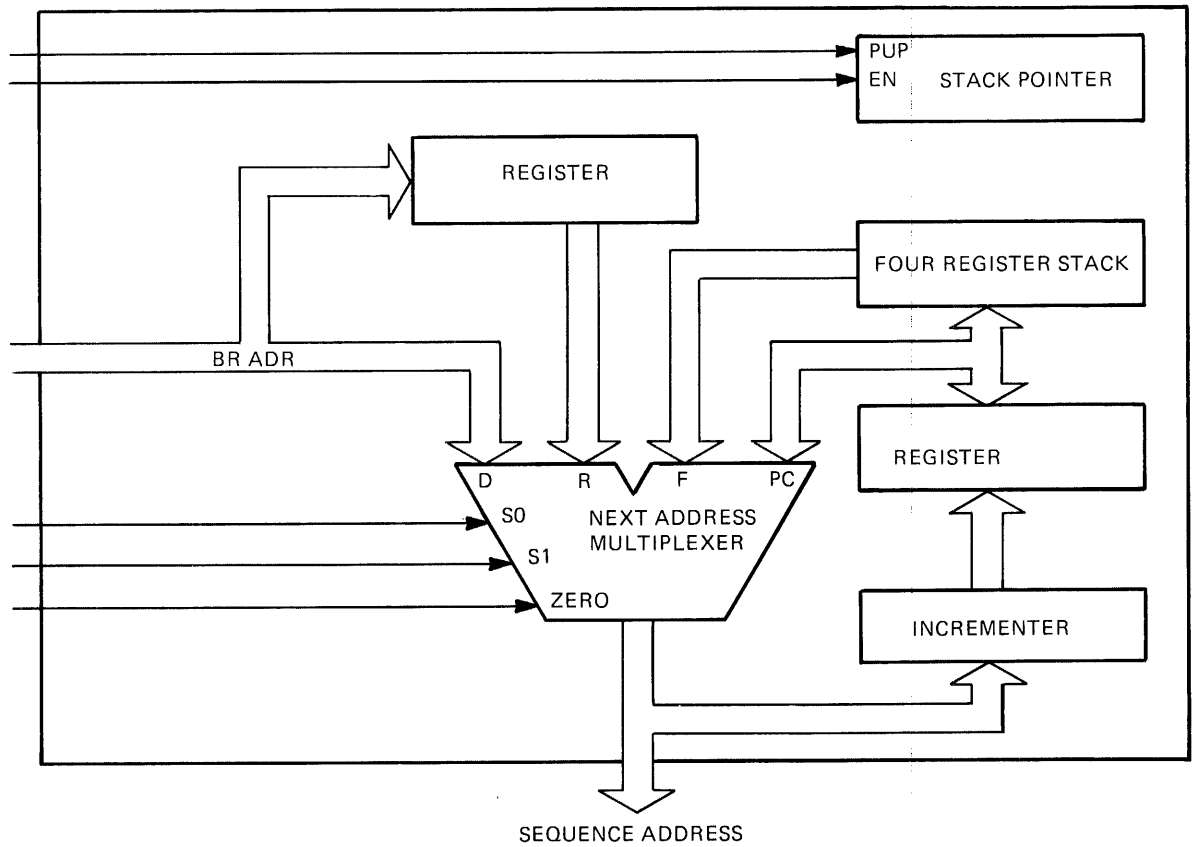 PUP
EN STACK POINTER
REGISTER
FOUR REGISTER STACK
BR ADR
REGISTER
D R F PC
S0 NEXT ADDRESS
MULTIPLEXER
S1
ZERO
INCREMENTER
SEQUENCE ADDRESS